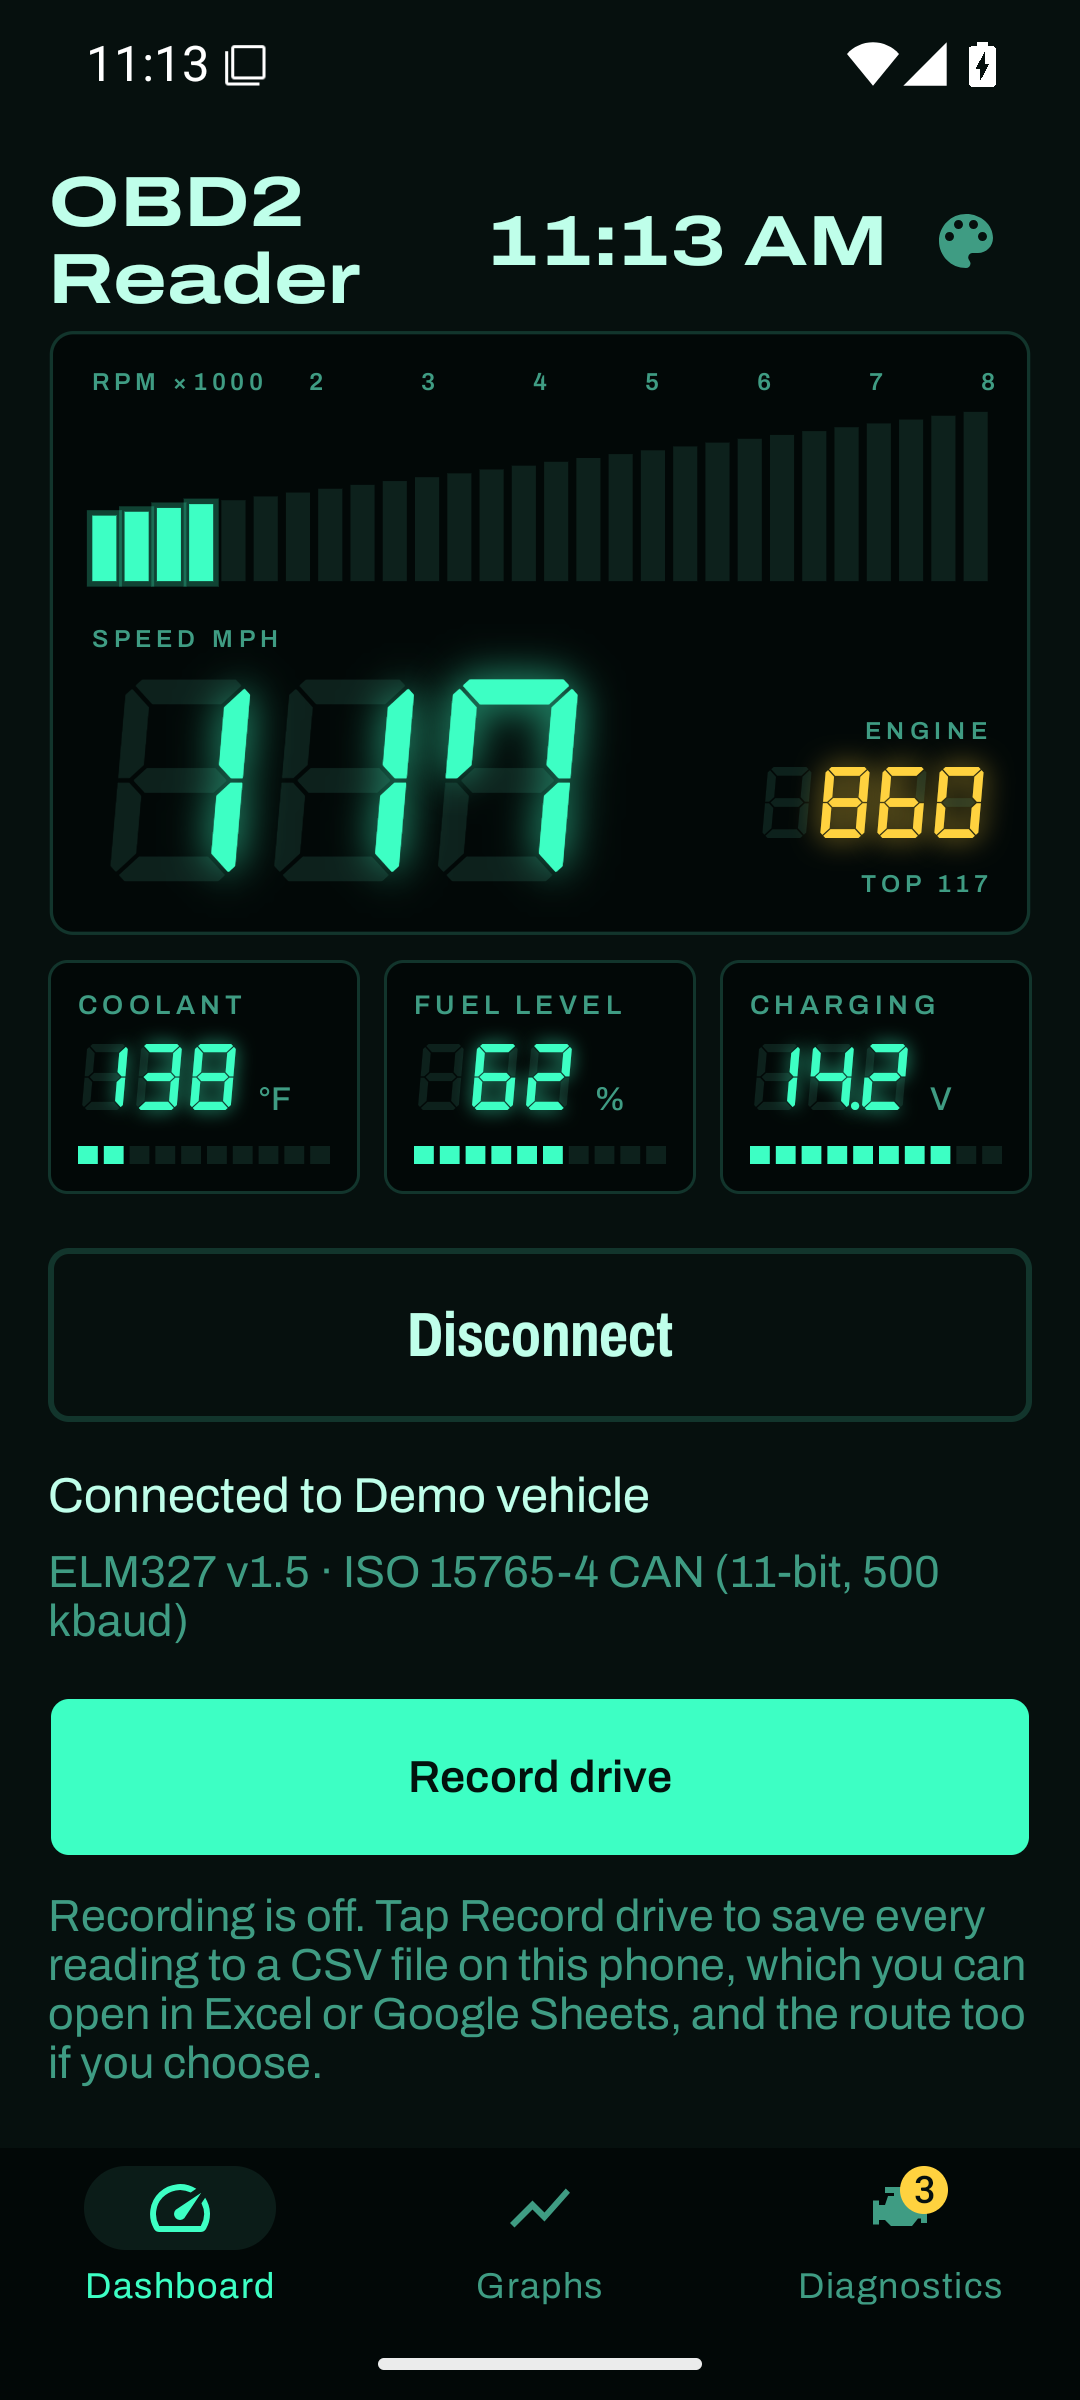 11:13
OBD2
Reader
11:13 AM
RPM ×1000 2 3 4 5 6 7 8
SPEED MPH
117
ENGINE
860
TOP 117
COOLANT
138 °F
FUEL LEVEL
62 %
CHARGING
14.2 V
Disconnect
Connected to Demo vehicle
ELM327 v1.5 · ISO 15765-4 CAN (11-bit, 500
kbaud)
Record drive
Recording is off. Tap Record drive to save every
reading to a CSV file on this phone, which you can
open in Excel or Google Sheets, and the route too
if you choose.
3
Dashboard
Graphs
Diagnostics